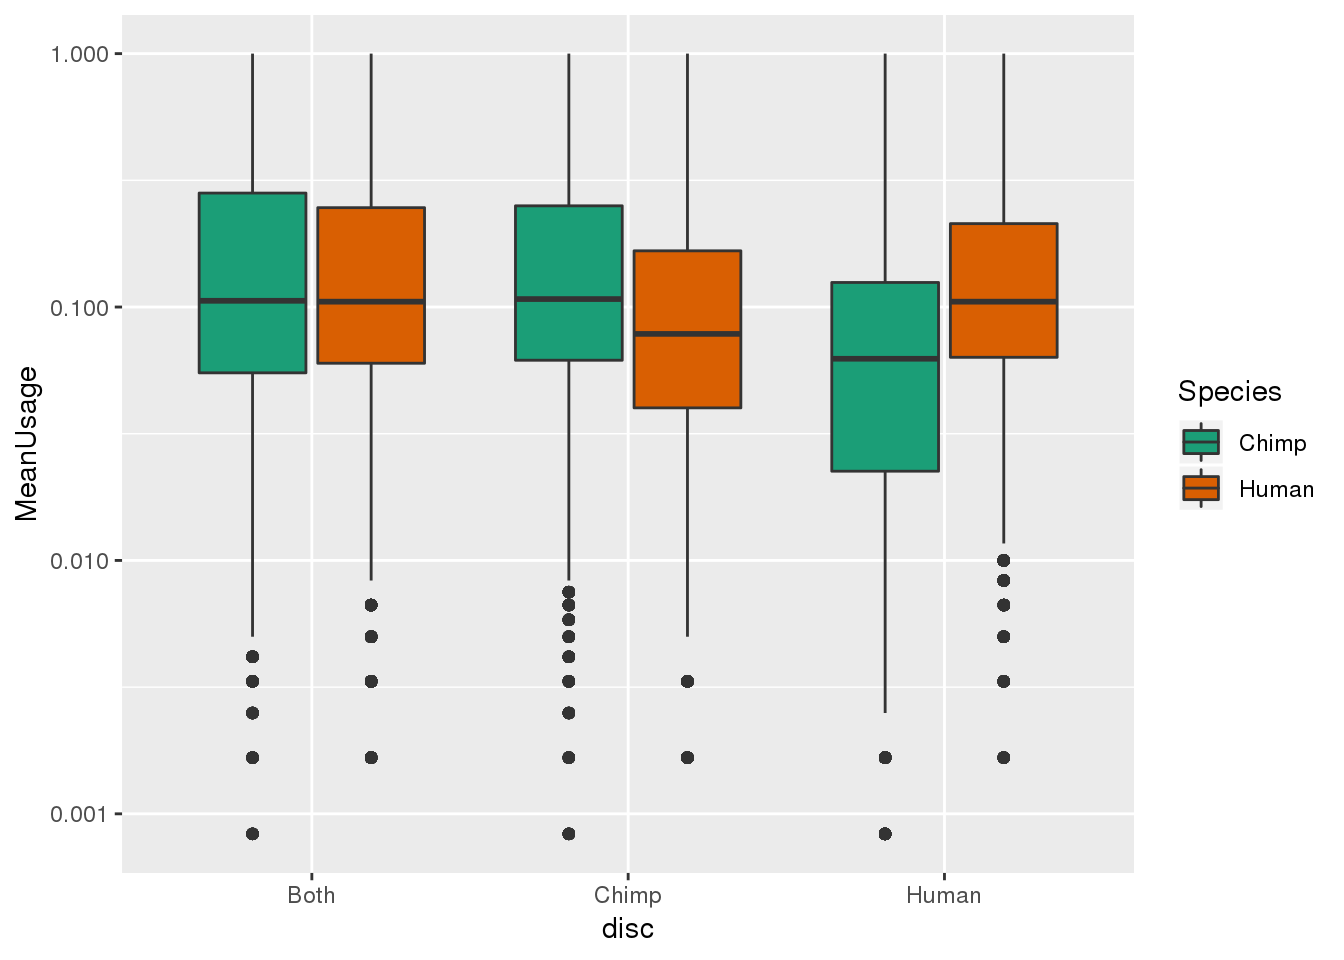 1.000
0.100
0.010
0.001
MeanUsage
Both
Chimp
Human
disc
Species
Chimp
Human